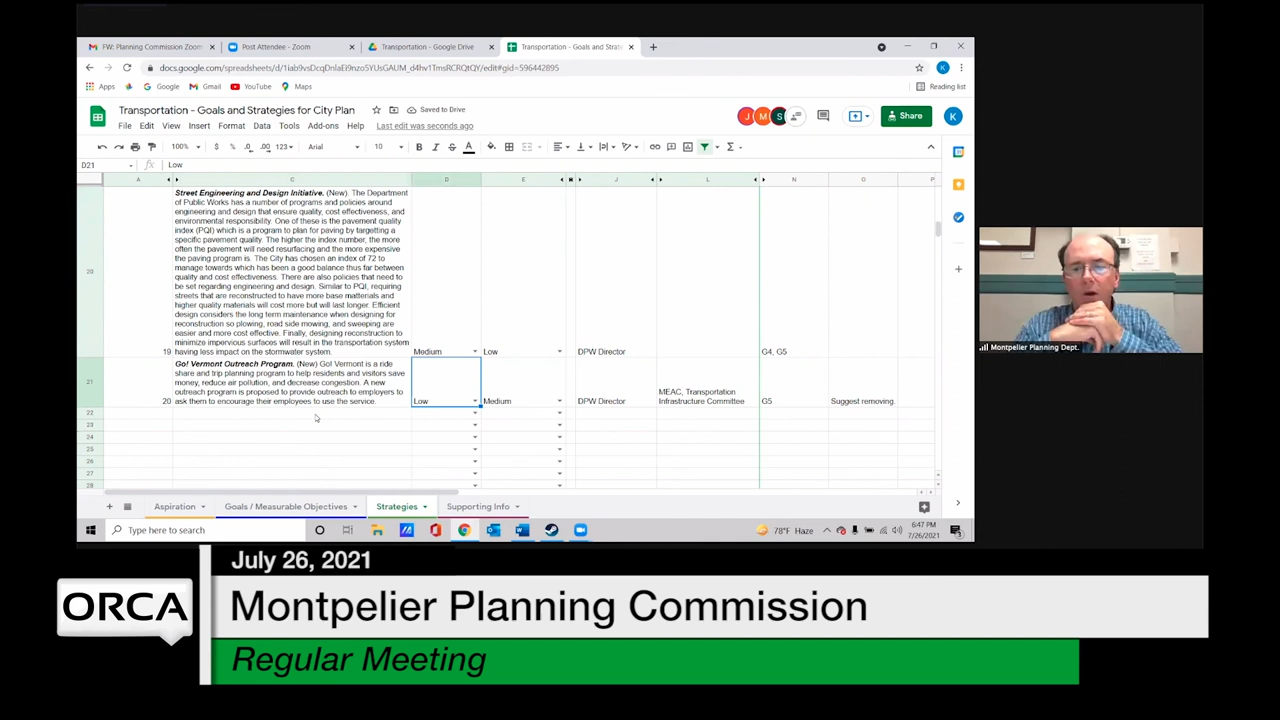 FW: Planning Commission Zoom
Post Attendee - Zoom
Transportation - Google Drive
Transportation - Goals and Strate
docs.google.com/spreadsheets/d/1iab9vsDcqDnlaEi9nzo5YUsGAUM_d4hv1TmsRCRQtQY/edit#gid=596442895
Apps
Google
Gmail
YouTube
Maps
Reading list
Transportation - Goals and Strategies for City Plan
Saved to Drive
J M S
Share
K
File Edit View Insert Format Data Tools Add-ons Help Last edit was seconds ago
100% $ % .0 .00 123 Arial 10 B I S A
D21 fx Low
A C D E J L N O P
Street Engineering and Design Initiative. (New). The Department
of Public Works has a number of programs and policies around
engineering and design that ensure quality, cost effectiveness, and
environmental responsibility. One of these is the pavement quality
index (PQI) which is a program to plan for paving by targetting a
specific pavement quality. The higher the index number, the more
often the pavement will need resurfacing and the more expensive
the paving program is. The City has chosen an index of 72 to
manage towards which has been a good balance thus far between
quality and cost effectiveness. There are also policies that need to
be set regarding engineering and design. Similar to PQI, requiring
streets that are reconstructed to have more base matterials and
higher quality materials will cost more but will last longer. Efficient
design considers the long term maintenance when designing for
reconstruction so plowing, road side mowing, and sweeping are
easier and more cost effective. Finally, designing reconstruction to
minimize impervious surfaces will result in the transportation system
20 19 having less impact on the stormwater system. Medium Low DPW Director G4, G5
Go! Vermont Outreach Program. (New) Go! Vermont is a ride
share and trip planning program to help residents and visitors save
money, reduce air pollution, and decrease congestion. A new
outreach program is proposed to provide outreach to employers to
ask them to encourage their employees to use the service.
21 20 Low Medium DPW Director
MEAC, Transportation
Infrastructure Committee
G5 Suggest removing.
22
23
24
25
26
27
28
Aspiration Goals / Measurable Objectives Strategies Supporting Info
Type here to search
78°F Haze
6:47 PM
7/26/2021
Montpelier Planning Dept.
July 26, 2021
ORCA
Montpelier Planning Commission
Regular Meeting